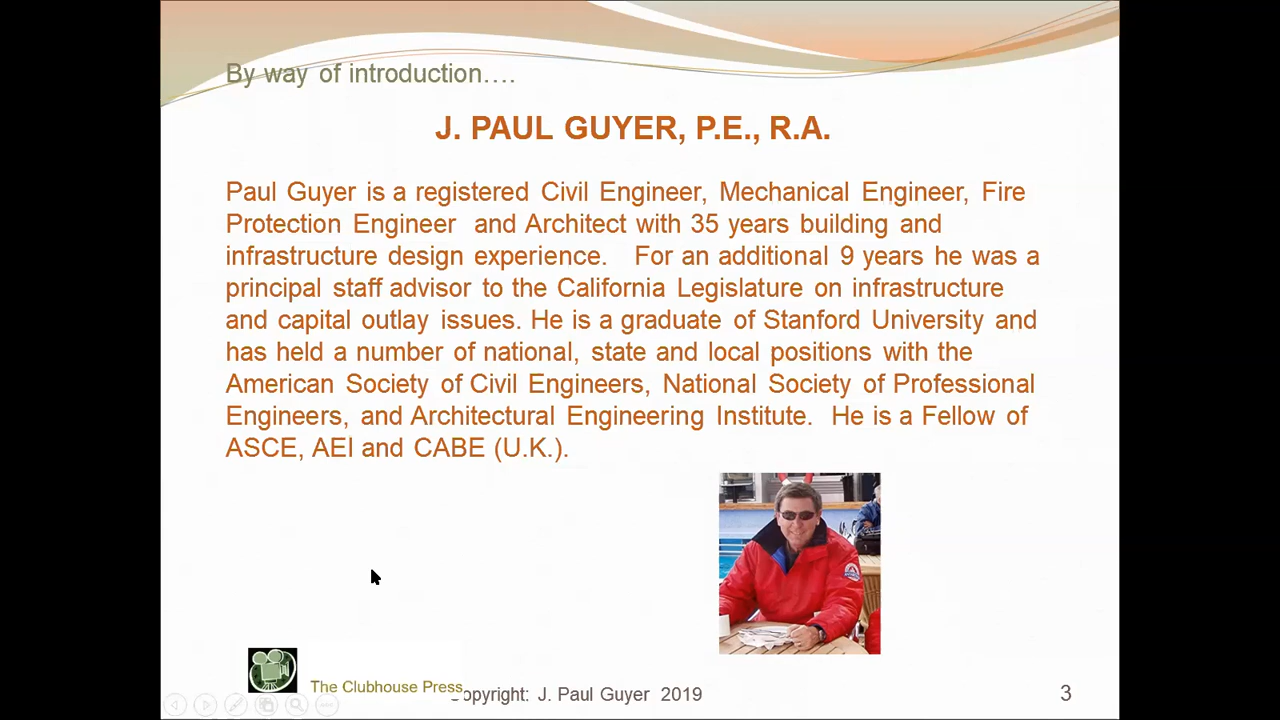 By way of introduction….
J. PAUL GUYER, P.E., R.A.
Paul Guyer is a registered Civil Engineer, Mechanical Engineer, Fire
Protection Engineer and Architect with 35 years building and
infrastructure design experience. For an additional 9 years he was a
principal staff advisor to the California Legislature on infrastructure
and capital outlay issues. He is a graduate of Stanford University and
has held a number of national, state and local positions with the
American Society of Civil Engineers, National Society of Professional
Engineers, and Architectural Engineering Institute. He is a Fellow of
ASCE, AEI and CABE (U.K.).
The Clubhouse Press
Copyright: J. Paul Guyer 2019
3